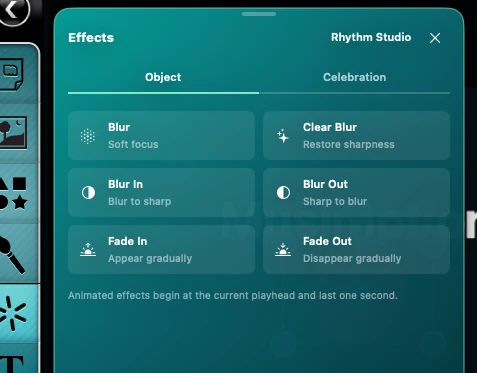 Effects
Rhythm Studio
Object
Celebration
Blur
Soft focus
Clear Blur
Restore sharpness
Blur In
Blur to sharp
Blur Out
Sharp to blur
Fade In
Appear gradually
Fade Out
Disappear gradually
Animated effects begin at the current playhead and last one second.
T